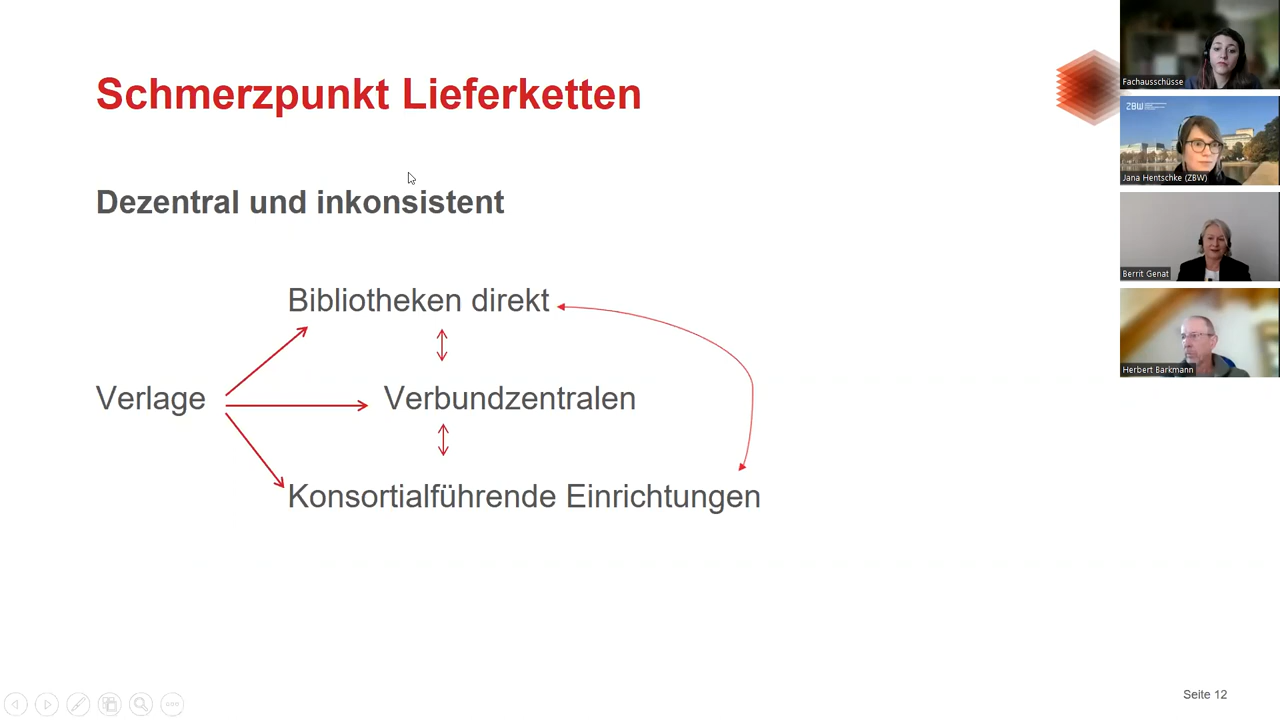 Schmerzpunkt Lieferketten
Dezentral und inkonsistent
Bibliotheken direkt
Verlage
Verbundzentralen
Konsortialführende Einrichtungen
Seite 12
Fachausschüsse
ZBW
Jana Hentschke (ZBW)
Berrit Genat
Herbert Barkmann